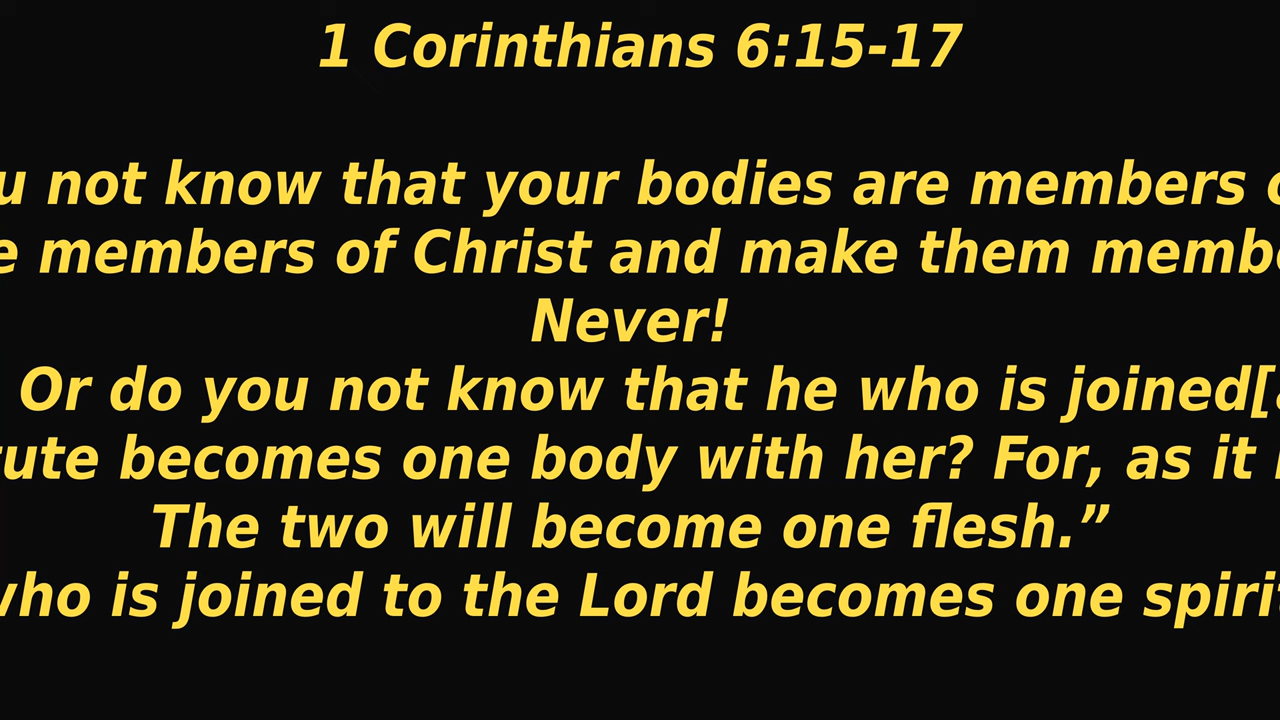 1 Corinthians 6:15-17
u not know that your bodies are members
e members of Christ and make them memb
Never!
Or do you not know that he who is joined[
ute becomes one body with her? For, as it
The two will become one flesh.”
who is joined to the Lord becomes one spirit